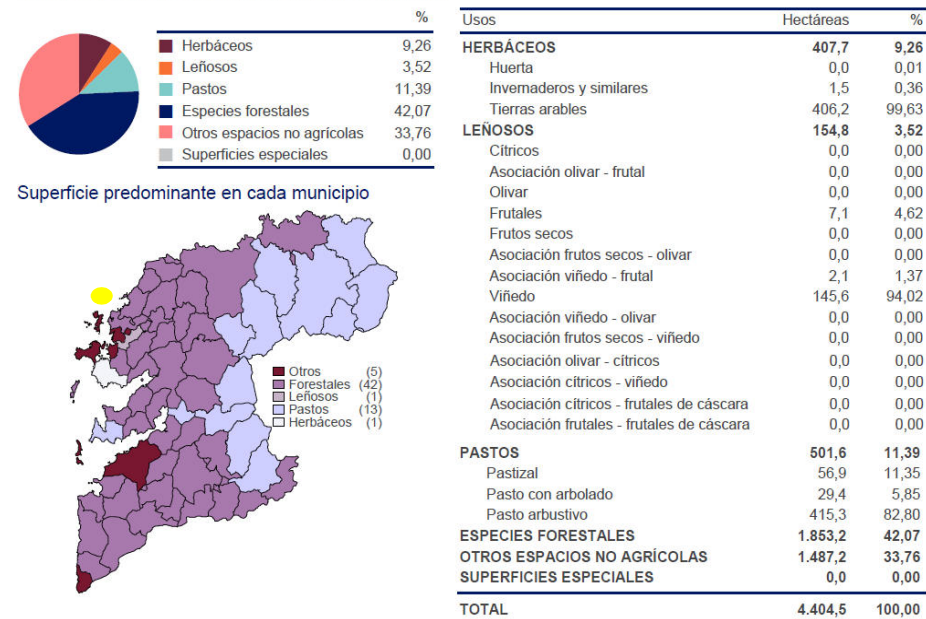 %
Herbáceos 9,26
Leñosos 3,52
Pastos 11,39
Especies forestales 42,07
Otros espacios no agrícolas 33,76
Superficies especiales 0,00
Superficie predominante en cada municipio
Otros (5)
Forestales (42)
Leñosos (1)
Pastos (13)
Herbáceos (1)
Usos Hectáreas %
HERBÁCEOS 407,7 9,26
Huerta 0,0 0,01
Invernaderos y similares 1,5 0,36
Tierras arables 406,2 99,63
LEÑOSOS 154,8 3,52
Cítricos 0,0 0,00
Asociación olivar - frutal 0,0 0,00
Olivar 0,0 0,00
Frutales 7,1 4,62
Frutos secos 0,0 0,00
Asociación frutos secos - olivar 0,0 0,00
Asociación viñedo - frutal 2,1 1,37
Viñedo 145,6 94,02
Asociación viñedo - olivar 0,0 0,00
Asociación frutos secos - viñedo 0,0 0,00
Asociación olivar - cítricos 0,0 0,00
Asociación cítricos - viñedo 0,0 0,00
Asociación cítricos - frutales de cáscara 0,0 0,00
Asociación frutales - frutales de cáscara 0,0 0,00
PASTOS 501,6 11,39
Pastizal 56,9 11,35
Pasto con arbolado 29,4 5,85
Pasto arbustivo 415,3 82,80
ESPECIES FORESTALES 1.853,2 42,07
OTROS ESPACIOS NO AGRÍCOLAS 1.487,2 33,76
SUPERFICIES ESPECIALES 0,0 0,00
TOTAL 4.404,5 100,00